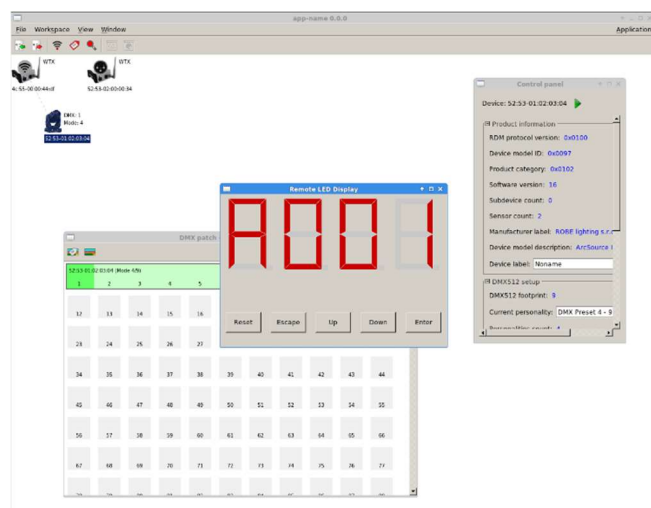 app-name 0.0.0
File Workspace View Window
Application
WTX
WTX
52:53-02-00:00:34
DMX: 1
Mode: 4
52:53-01:02:03:04
Control panel
Device: 52:53-01:02:03:04
Product information
RDM protocol version: 0x0100
Device model ID: 0x0097
Product category: 0x0102
Software version: 16
Subdevice count: 0
Sensor count: 2
Manufacturer label: ROBE lighting s.r.
Device model description: ArcSource
Device label: Noname
DMX512 setup
DMX512 footprint: 9
Current personality: DMX Preset 4 - 9
Remote LED Display
A001
Reset Escape Up Down Enter
DMX patch
52:53-01:02:03:04 (Mode 4/9)
1 2 3 4 5
12 13 14 15 16
23 24 25 26 27
34 35 36 37 38 39 40 41 42 43 44
45 46 47 48 49 50 51 52 53 54 55
56 57 58 59 60 61 62 63 64 65 66
67 68 69 70 71 72 73 74 75 76 77